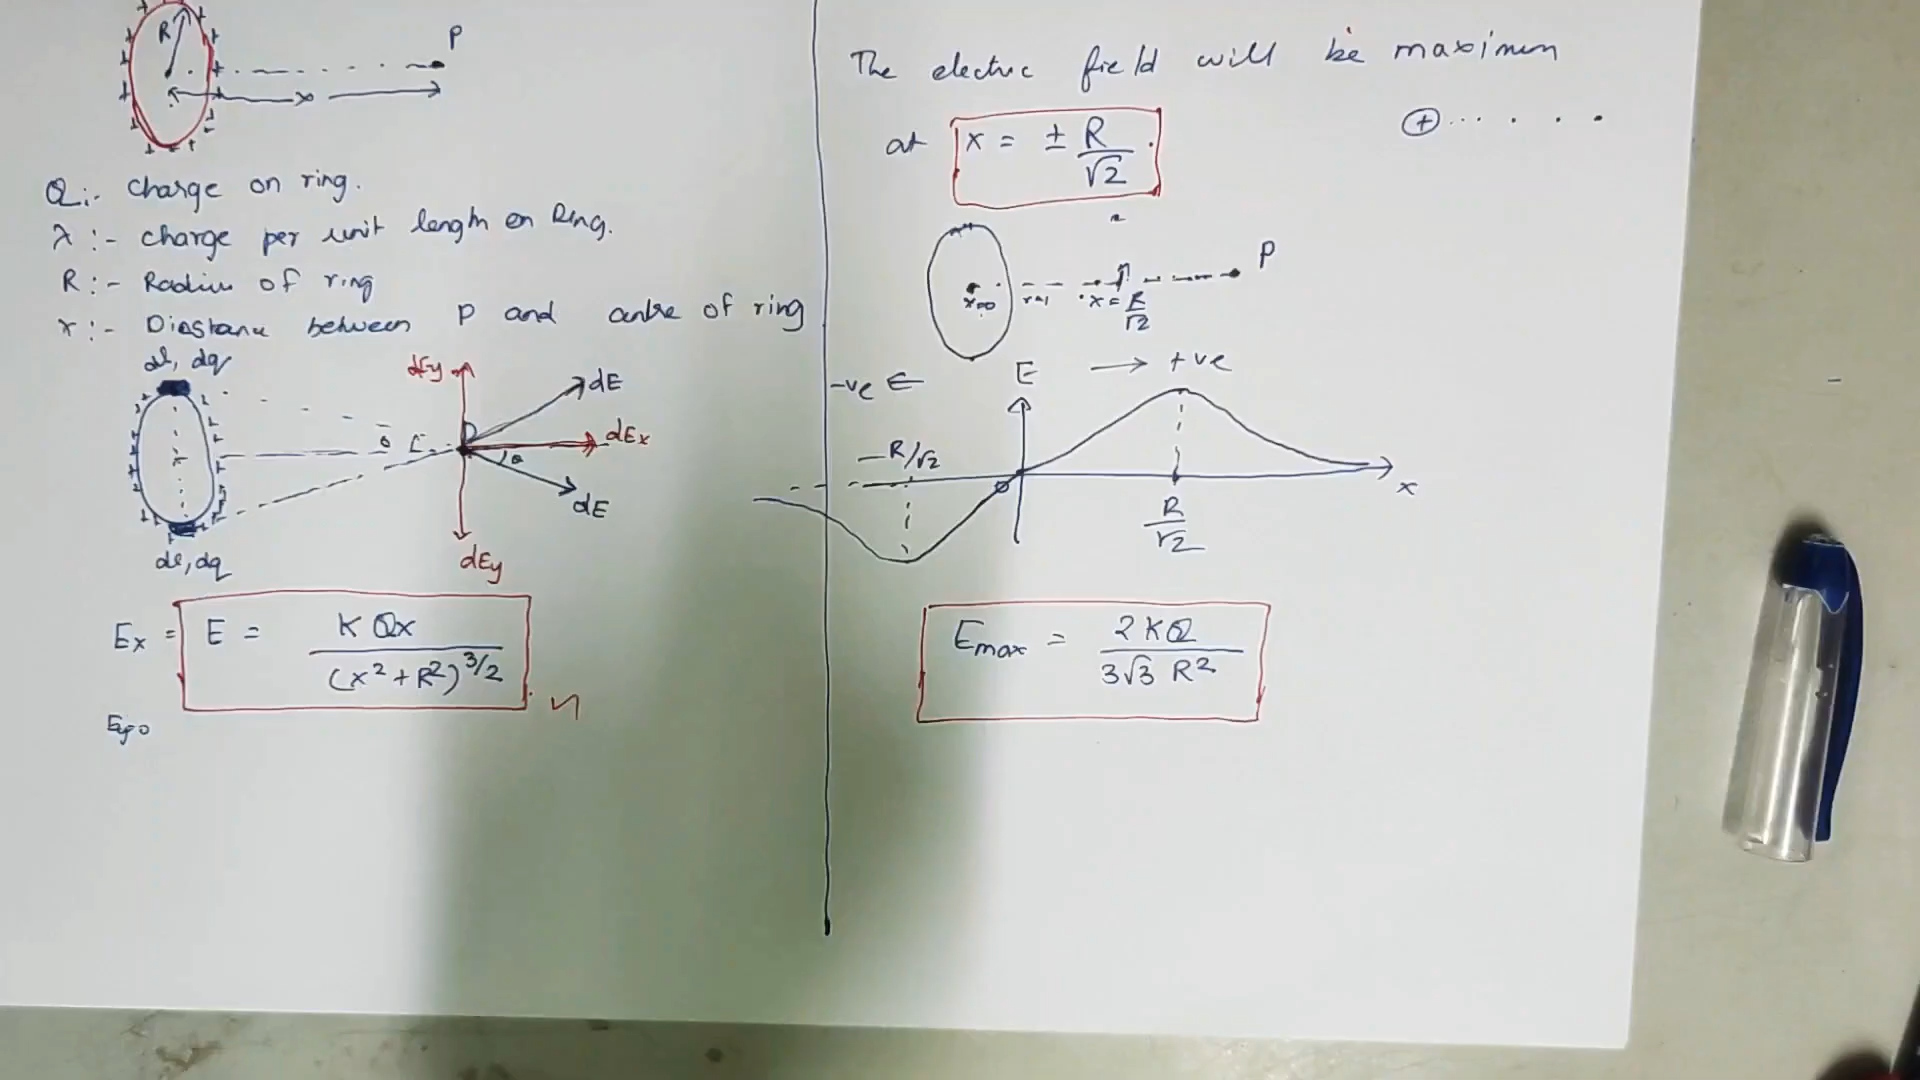 R
P
x
Q:- charge on ring.
λ :- charge per unit length on Ring.
R :- Radius of ring
x :- Diastance between P and centre of ring
dl, dq
dEy
dE
dEx
θ
dE
dl, dq
dEy
Ex = E = KQx / (x² + R²)^3/2
Ey=0
The electric field will be maximum
at x = ± R/√2 .
+
P
x=0
x = R/√2
-ve E
E
+ve
-R/√2
x
R/√2
Emax = 2KQ / 3√3 R²